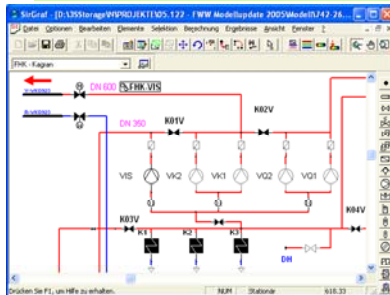 SirGraf - [D:\3SStorage\M\PROJEKTE\05.122 - FWW Modellupdate 2005\Modell\742-26...
Datei Optionen Bearbeiten Elemente Selektion Berechnung Ergebnisse Ansicht Fenster ?
FHK - Kagran
DN 600 FHK-VIS
K02V
DN 350 K01V
VIS VK2 VK1 VQ2 VQ1
K03V K04V
K1 K2 K3
DH
Drücken Sie F1, um Hilfe zu erhalten. NUM Stationär 618.33